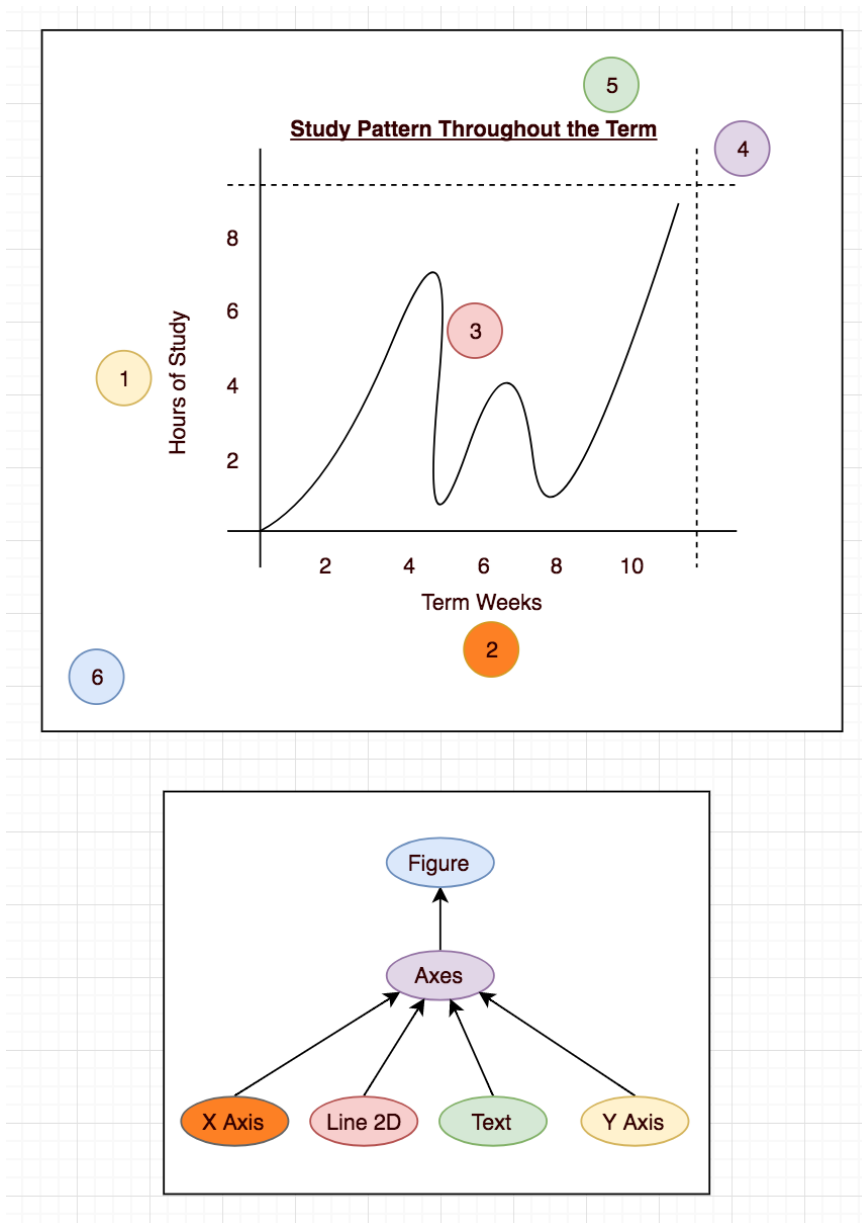 5
Study Pattern Throughout the Term
4
8
6
3
Hours of Study
1
4
2
2 4 6 8 10
Term Weeks
2
6
Figure
Axes
X Axis Line 2D Text Y Axis